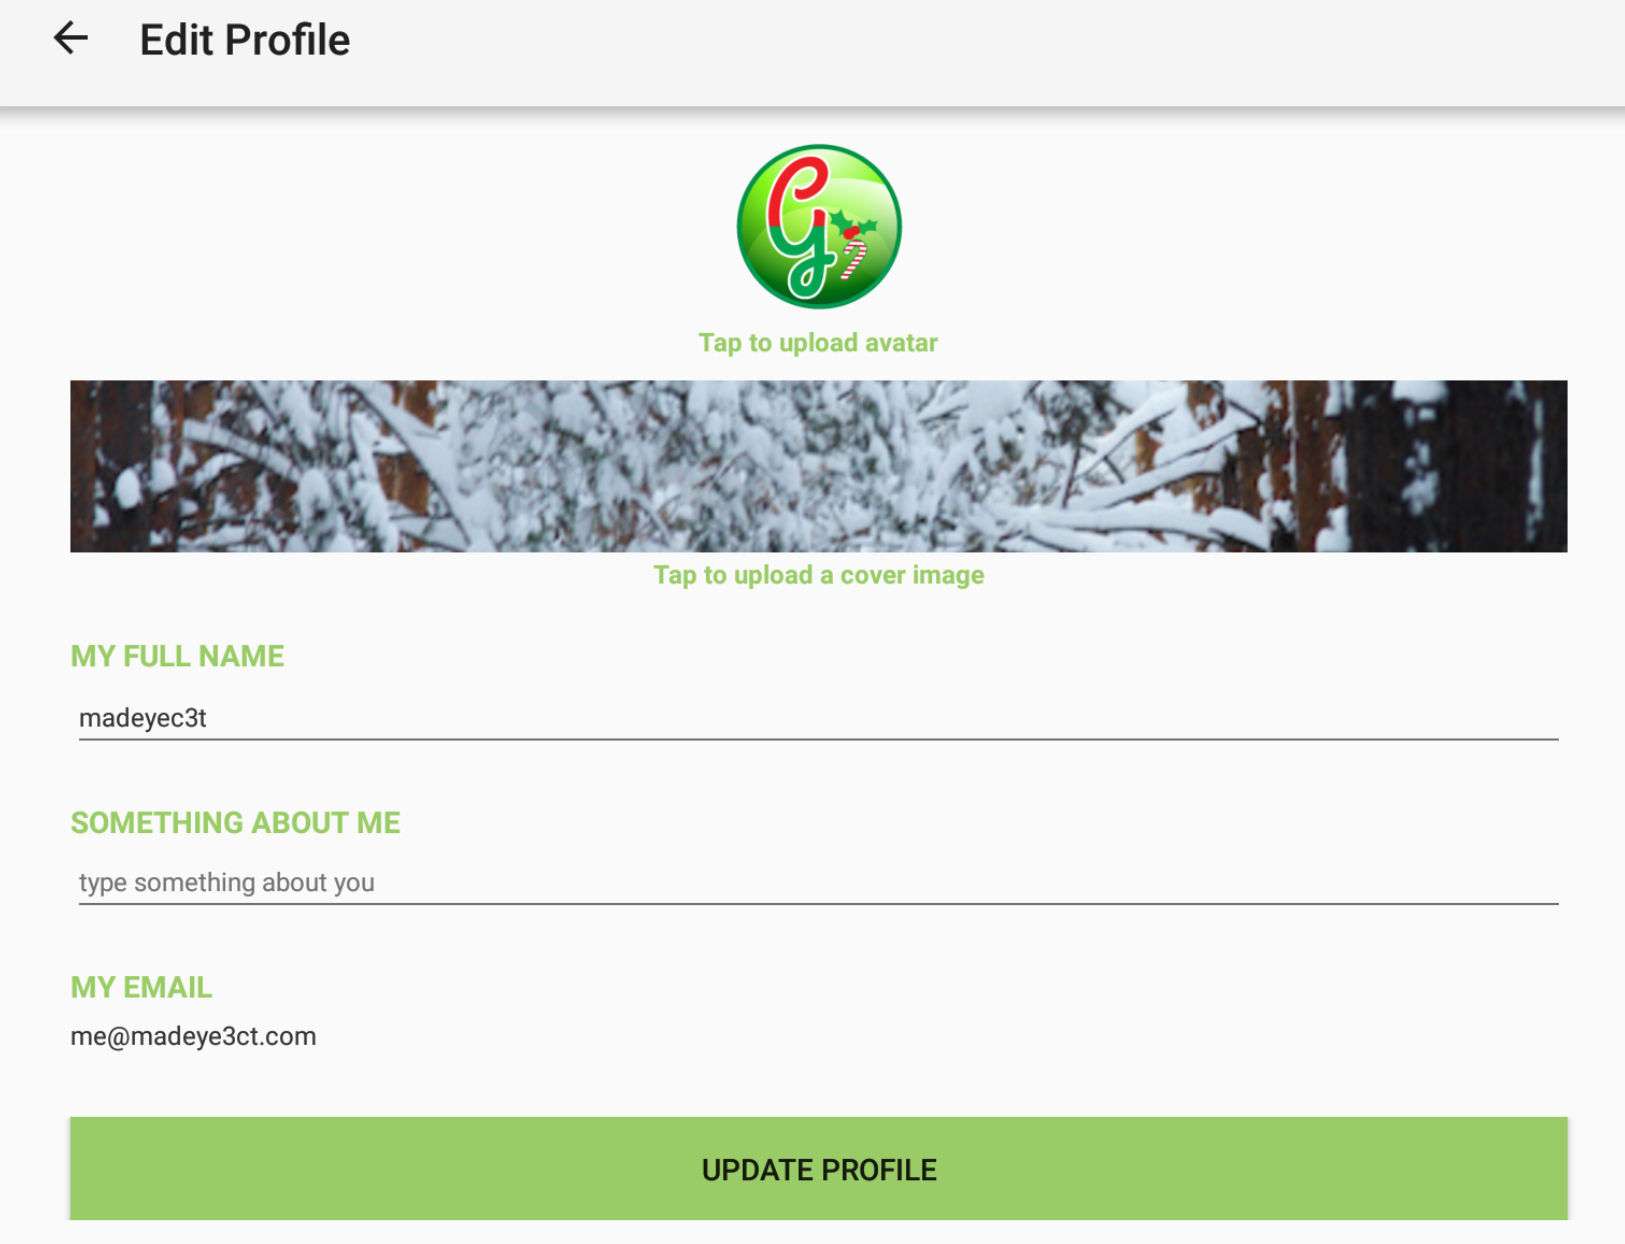 Edit Profile
G
Tap to upload avatar
Tap to upload a cover image
MY FULL NAME
madeyec3t
SOMETHING ABOUT ME
type something about you
MY EMAIL
me@madeye3ct.com
UPDATE PROFILE